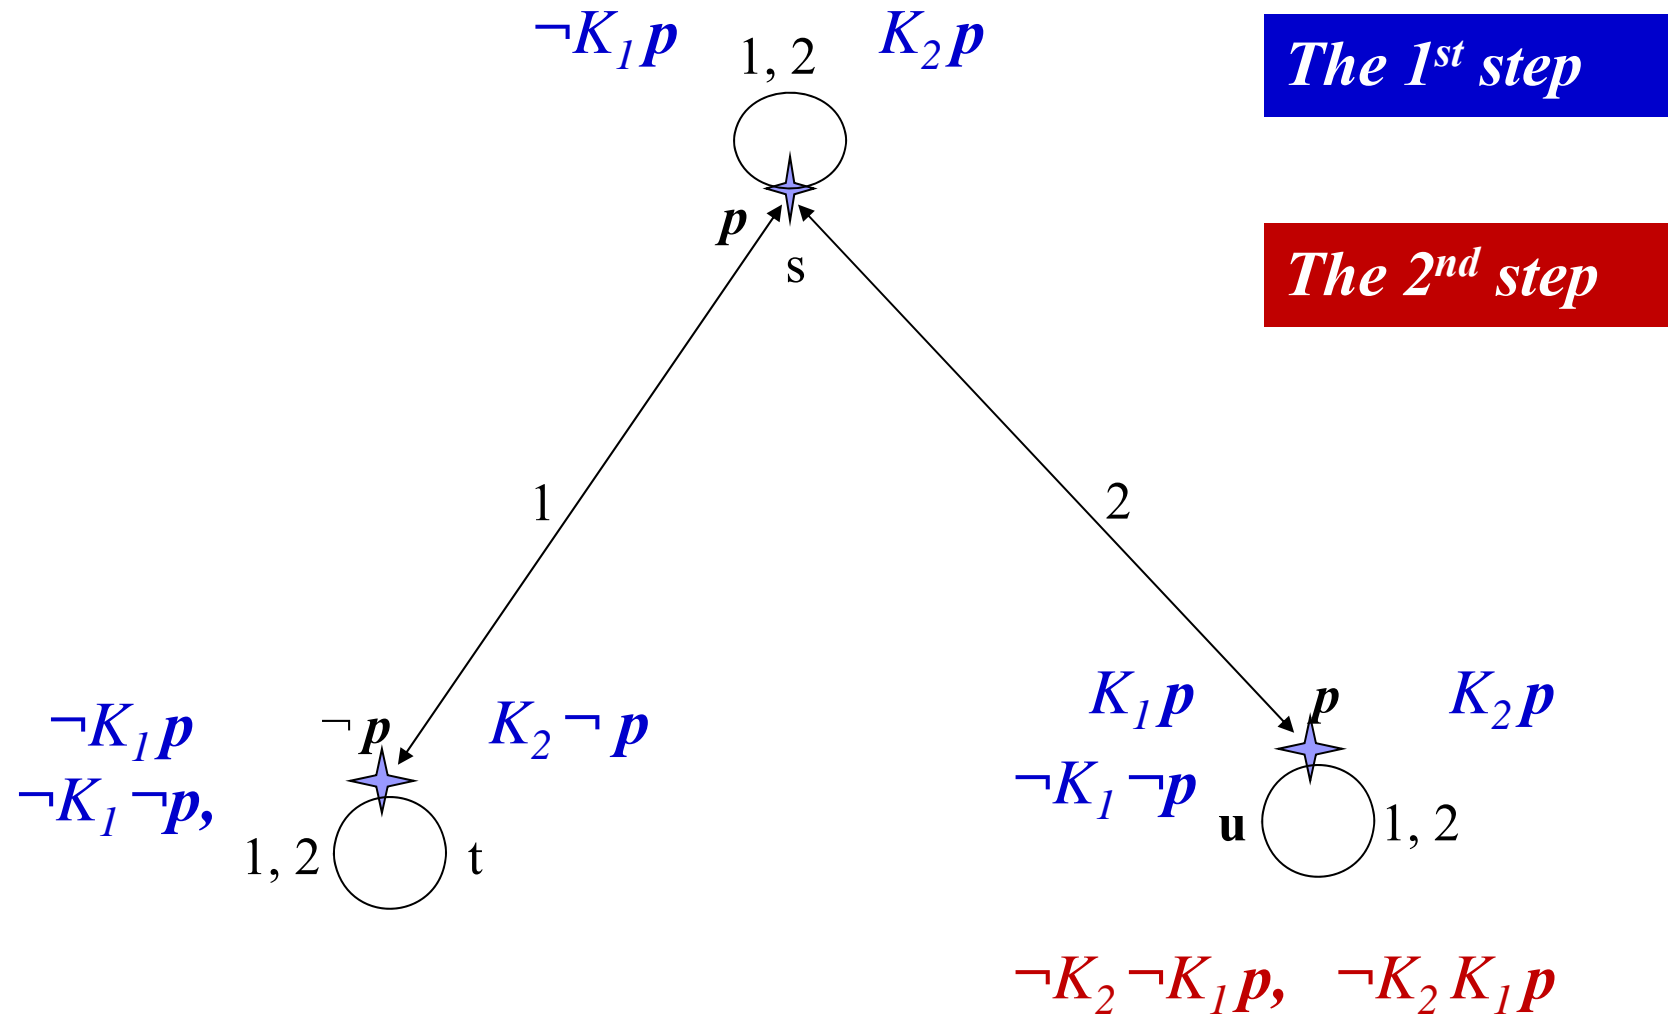 ¬K₁p 1, 2 K₂p
The 1st step
p
s
The 2nd step
1
2
¬K₁p ¬p K₂¬p
¬K₁¬p,
1, 2 t
K₁p p K₂p
¬K₁¬p
u 1, 2
¬K₂¬K₁p, ¬K₂K₁p